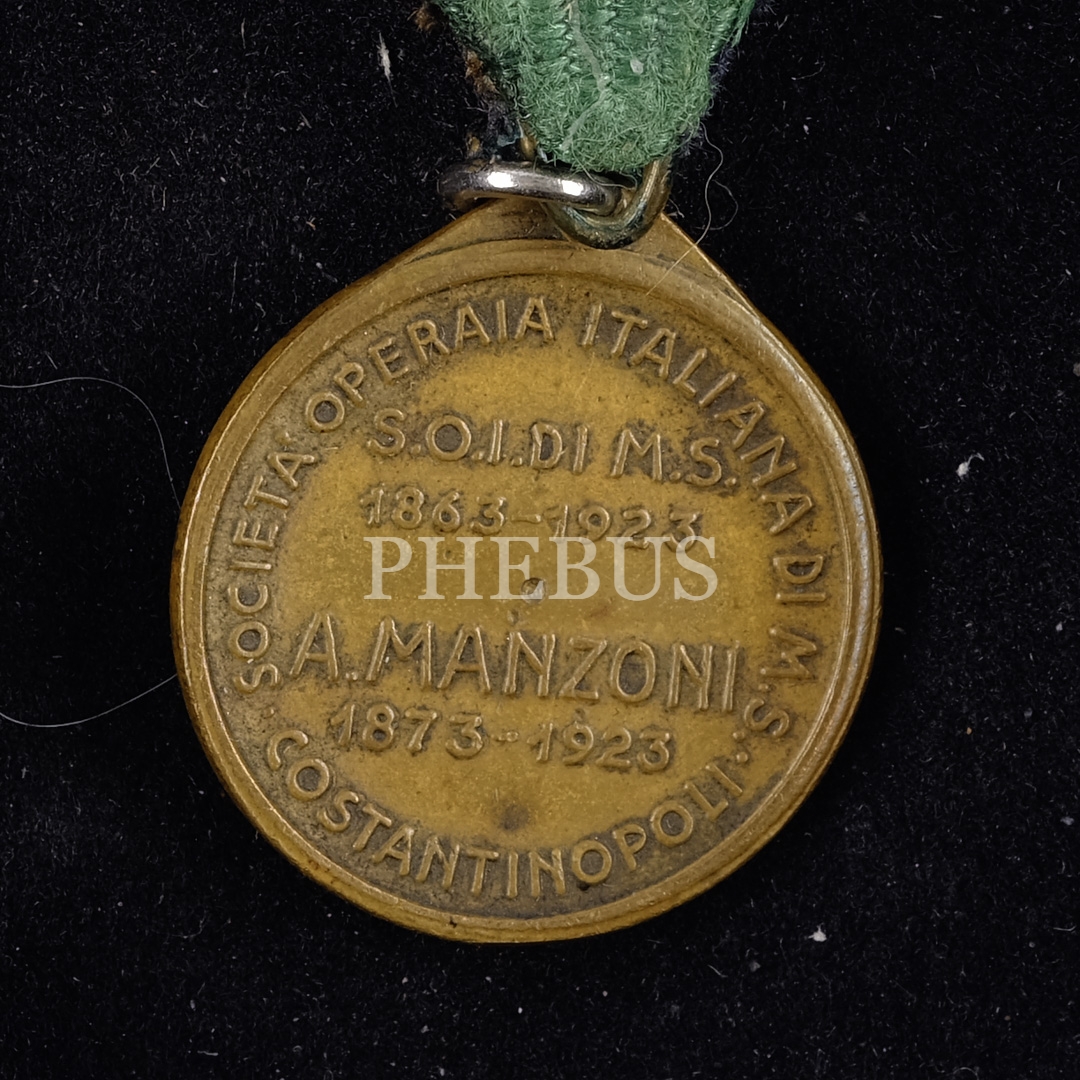 SOCIETA' OPERAIA ITALIANA DI M.S.
S.O.I. DI M.S.
1863-1923
PHEBUS
A. MANZONI
1873-1923
COSTANTINOPOLI